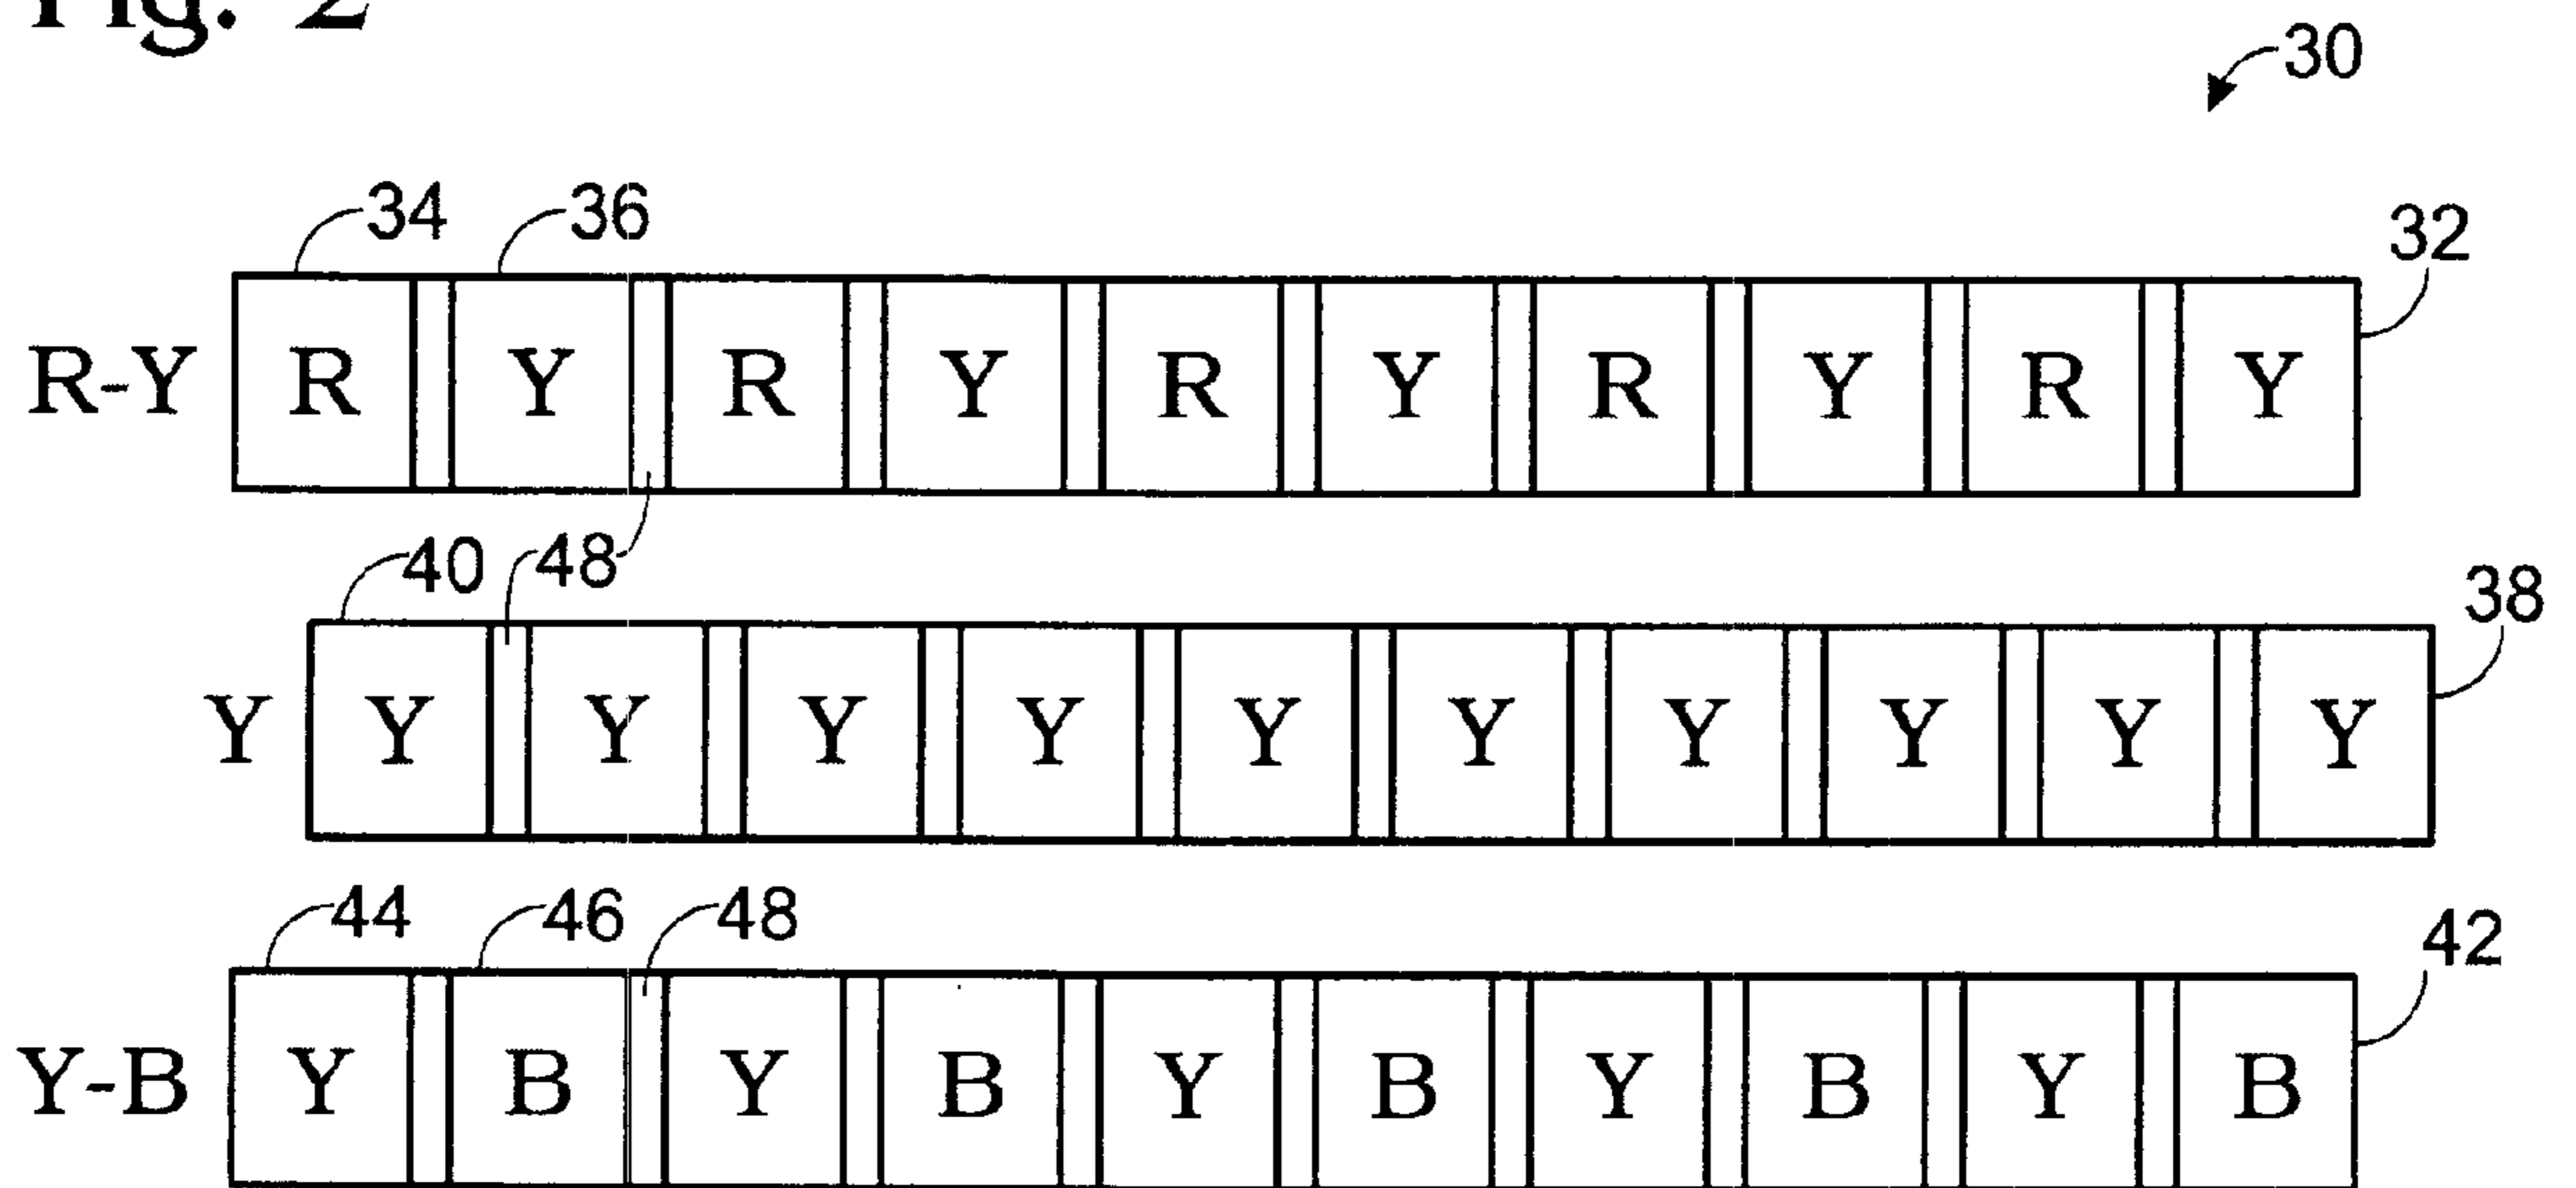 Fig. 2
30
34 36 32
R-Y R Y R Y R Y R Y R Y
40 48 38
Y Y Y Y Y Y Y Y Y Y Y
44 46 48 42
Y-B Y B Y B Y B Y B Y B